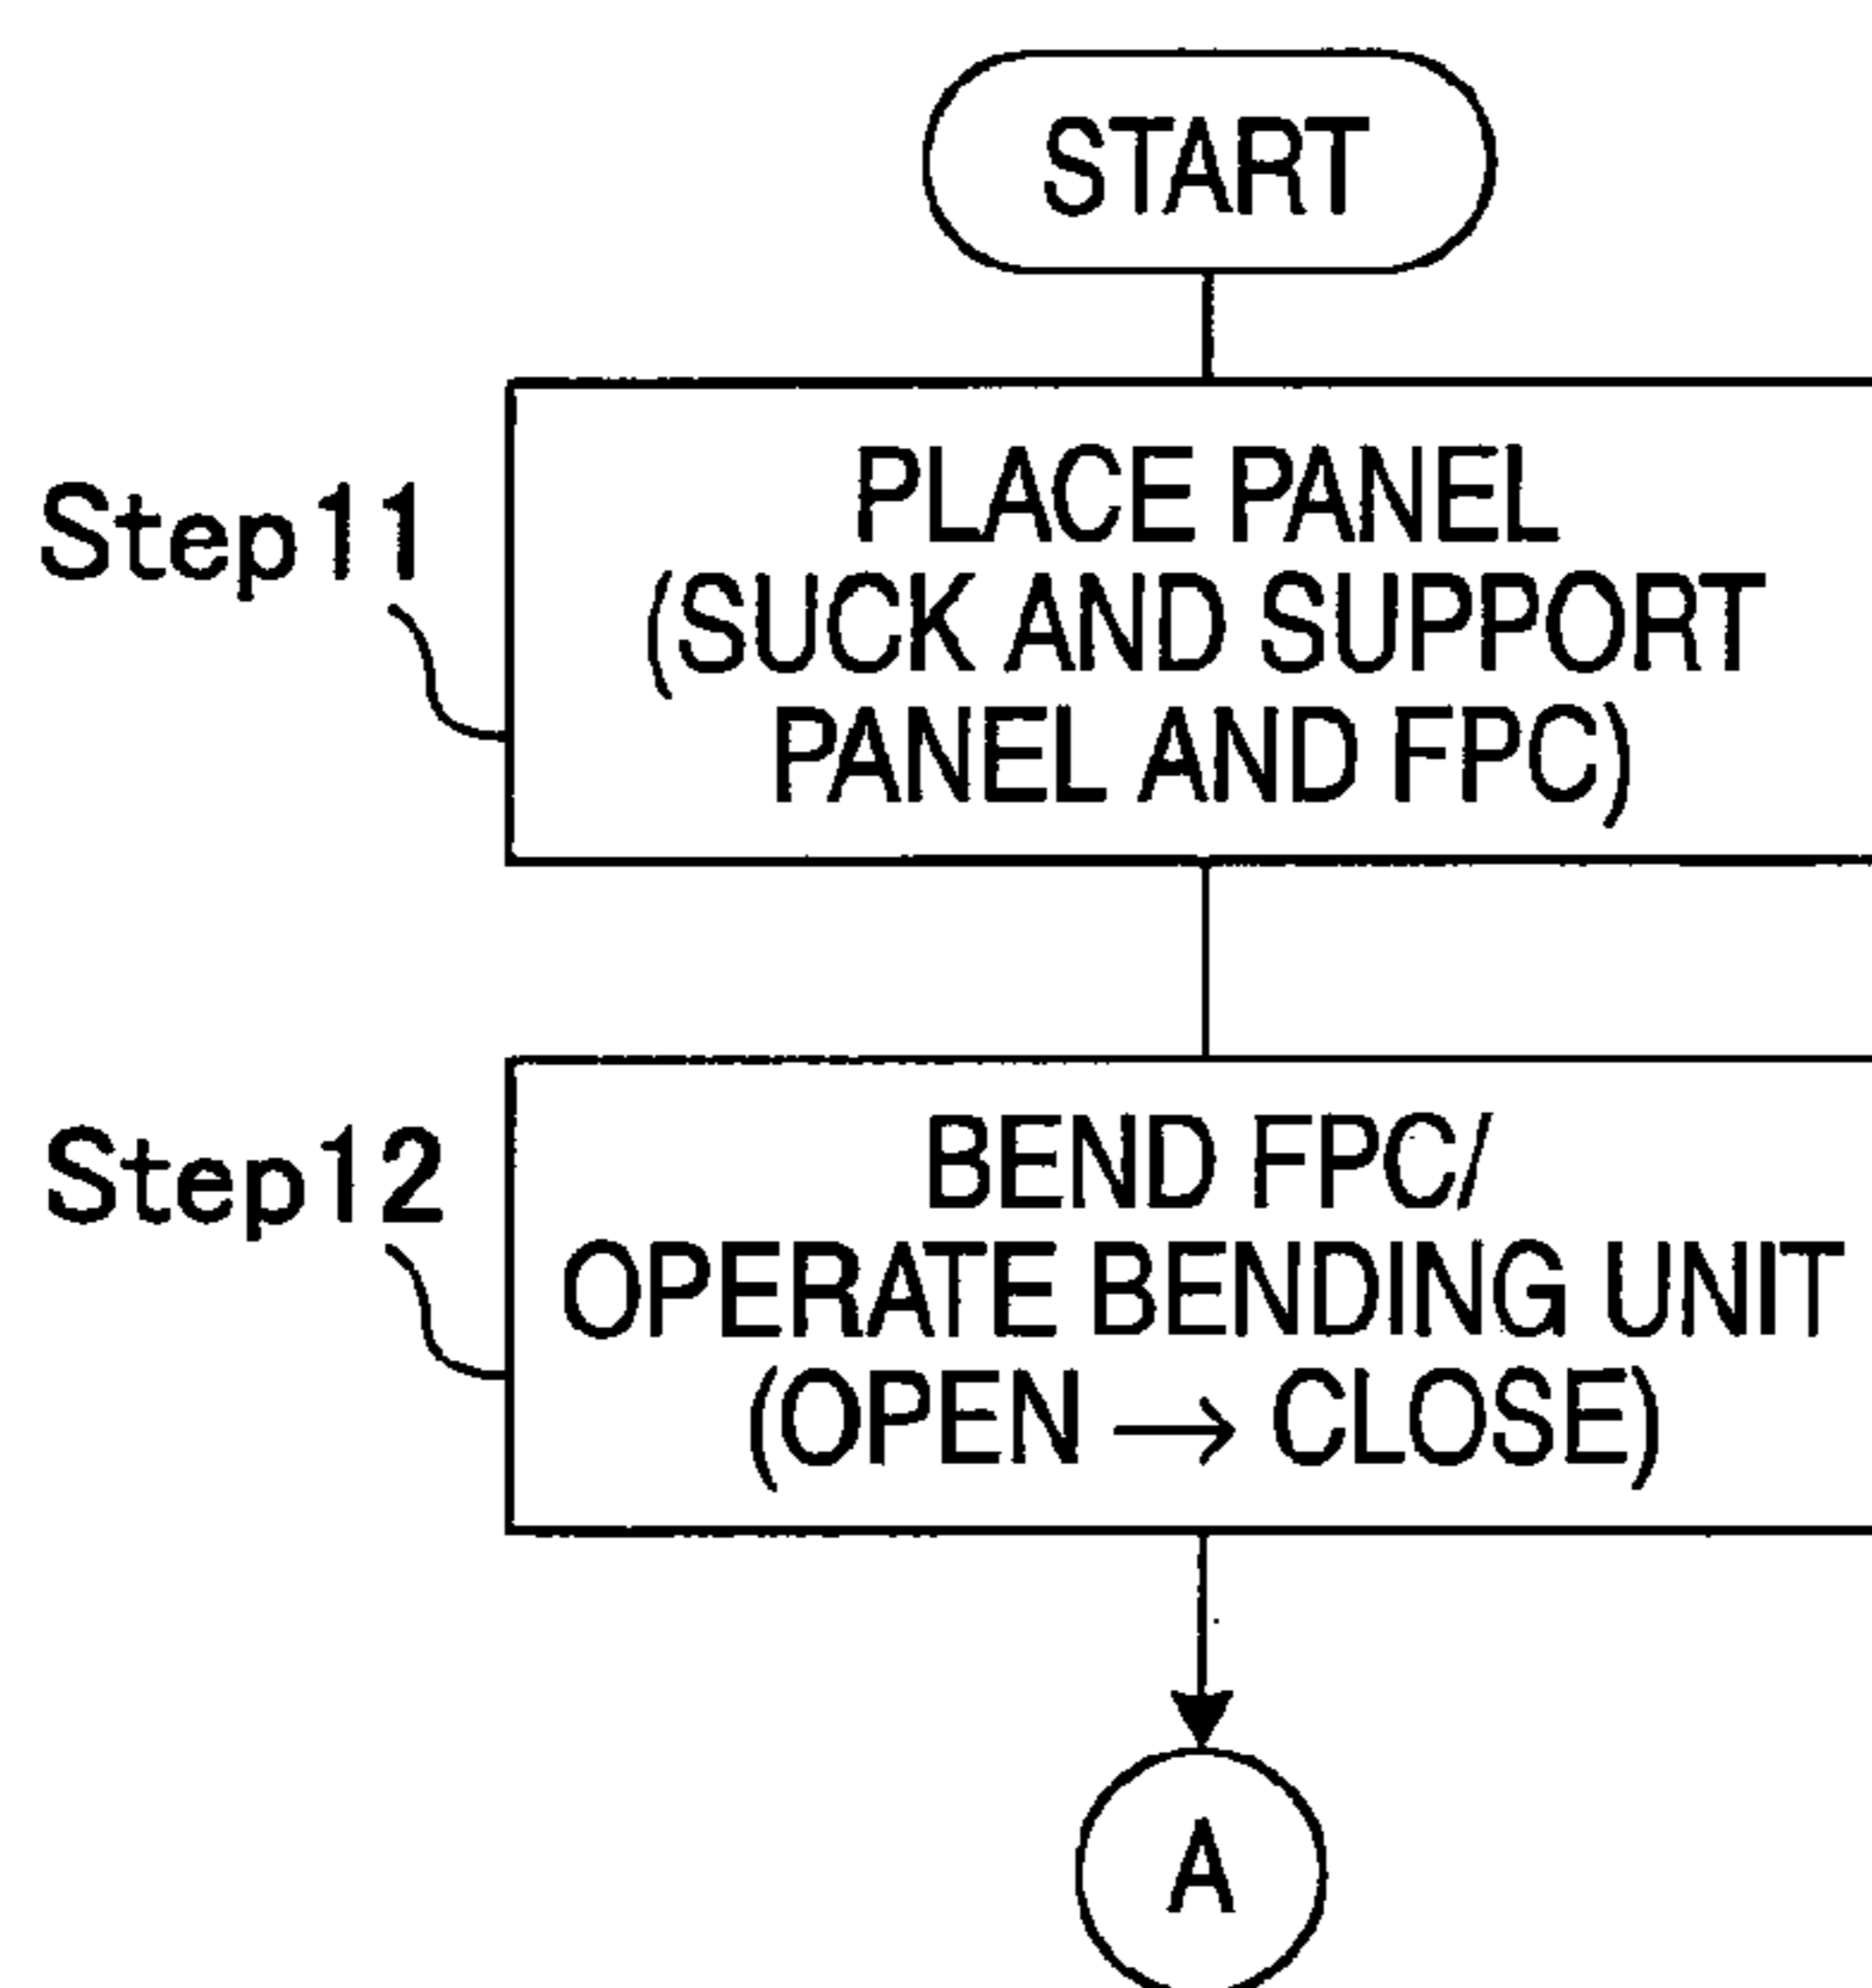 START
Step11
PLACE PANEL
(SUCK AND SUPPORT
PANEL AND FPC)
Step12
BEND FPC/
OPERATE BENDING UNIT
(OPEN → CLOSE)
A